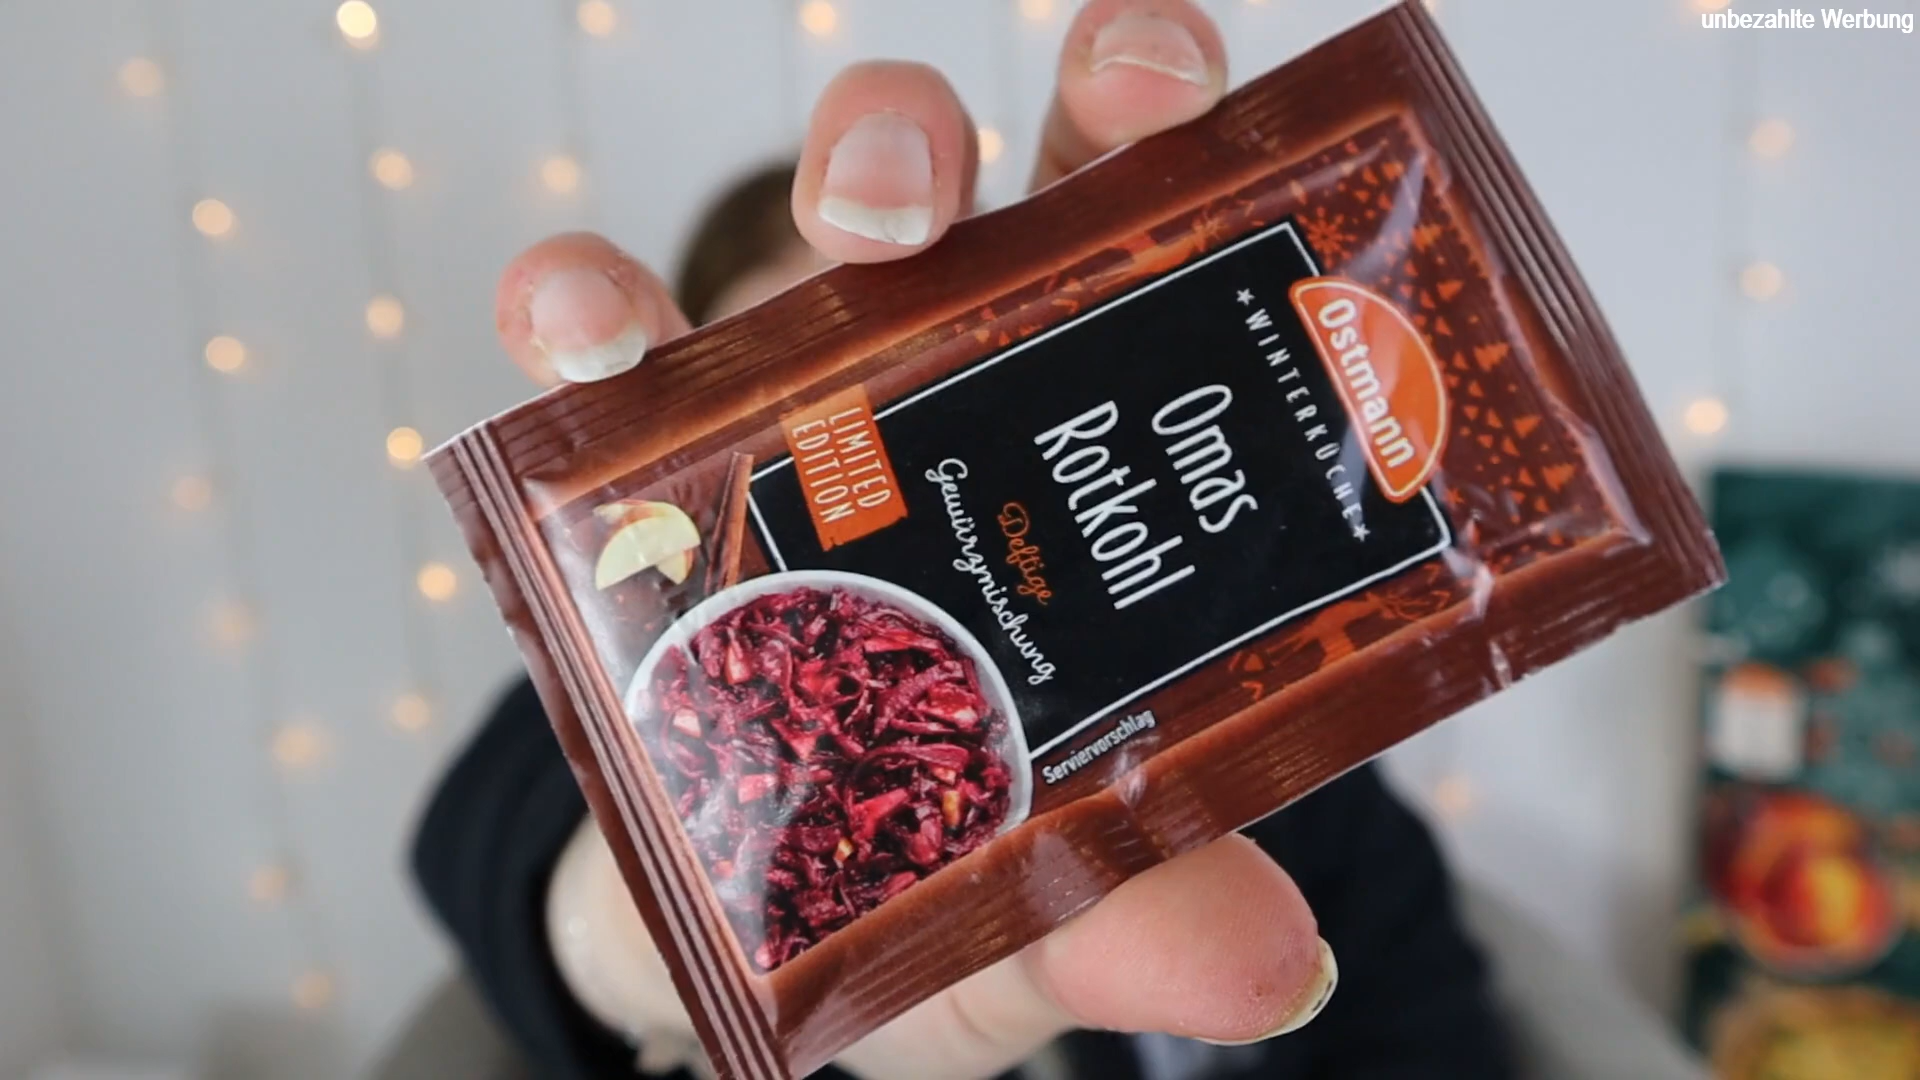 unbezahlte Werbung
Ostmann
★WINTERKÜCHE★
Omas
Rotkohl
Deftige
Gewürzmischung
LIMITED
EDITION
Serviervorschlag